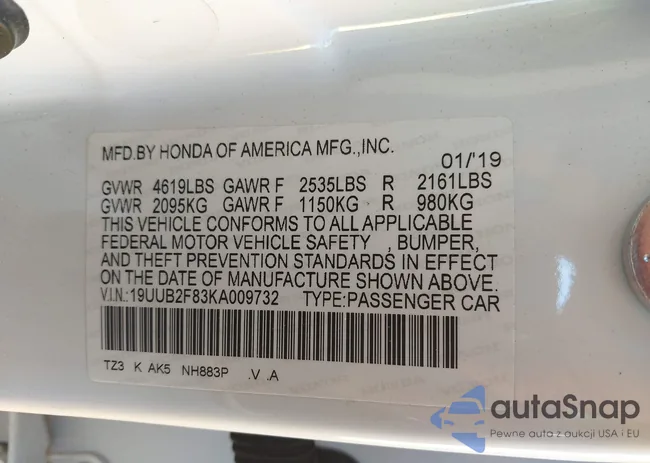 MFD.BY HONDA OF AMERICA MFG.,INC. 01/'19
GVWR 4619LBS GAWR F 2535LBS R 2161LBS
GVWR 2095KG GAWR F 1150KG R 980KG
THIS VEHICLE CONFORMS TO ALL APPLICABLE
FEDERAL MOTOR VEHICLE SAFETY , BUMPER,
AND THEFT PREVENTION STANDARDS IN EFFECT
ON THE DATE OF MANUFACTURE SHOWN ABOVE.
V.I.N.:19UUB2F83KA009732 TYPE:PASSENGER CAR
TZ3 K AK5 NH883P .V .A
autaSnap
Pewne auta z aukcji USA i EU